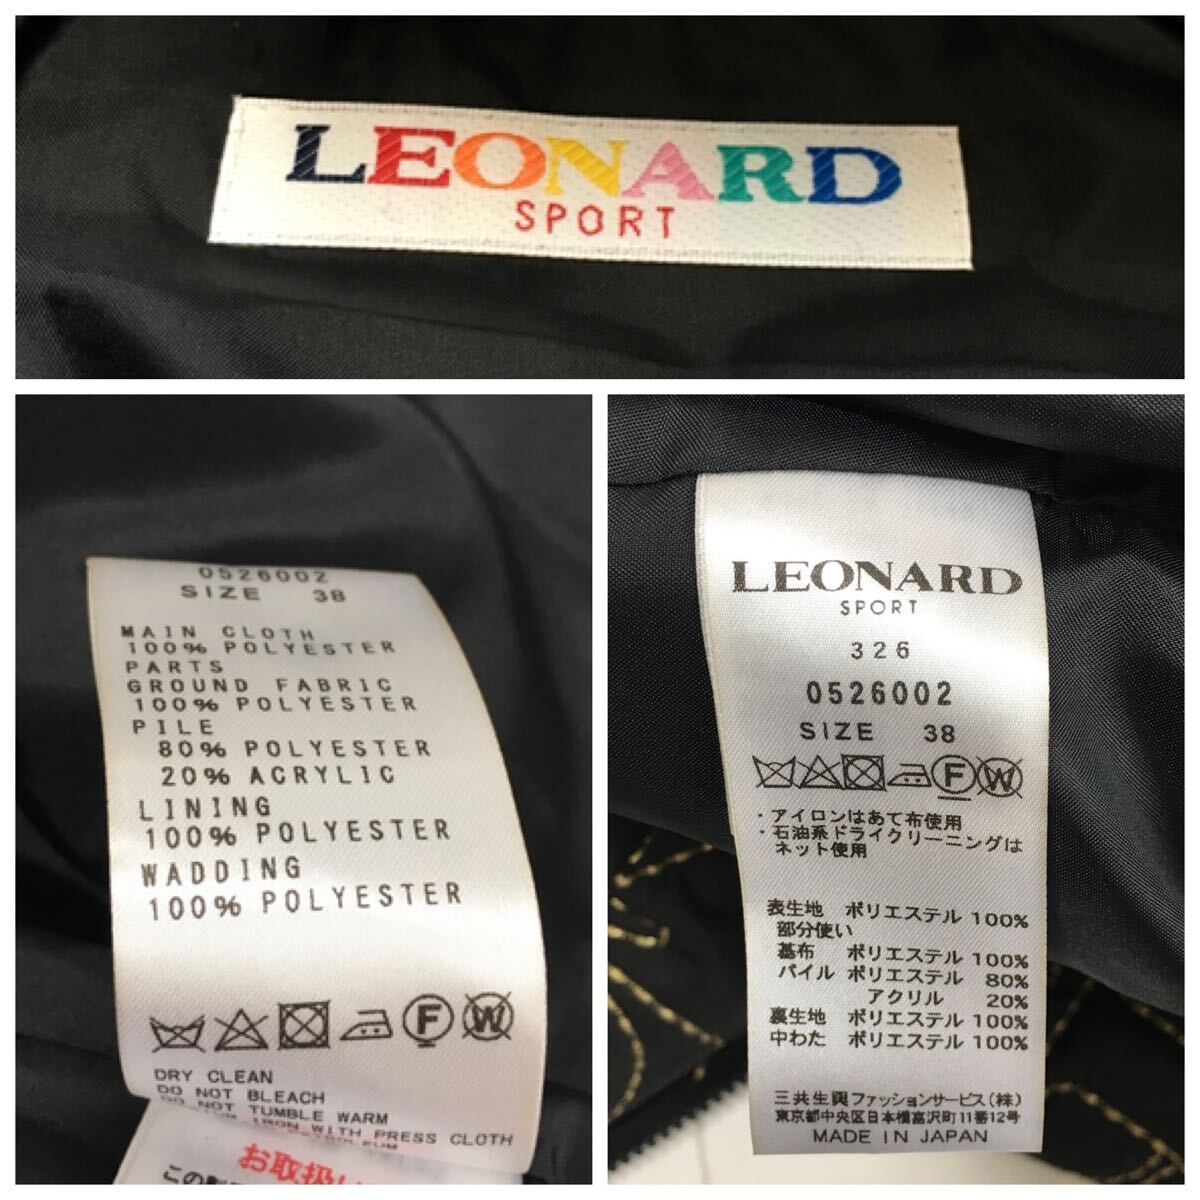 LEONARD
SPORT
0526002
SIZE 38
MAIN CLOTH
100% POLYESTER
PARTS
GROUND FABRIC
100% POLYESTER
PILE
80% POLYESTER
20% ACRYLIC
LINING
100% POLYESTER
WADDING
100% POLYESTER
F W
DRY CLEAN
DO NOT BLEACH
DO NOT TUMBLE WARM
IRON WITH PRESS CLOTH
お取扱い
この
LEONARD
SPORT
326
0526002
SIZE 38
F W
・アイロンはあて布使用
・石油系ドライクリーニングは
ネット使用
表生地 ポリエステル 100%
部分使い
基布 ポリエステル 100%
パイル ポリエステル 80%
アクリル 20%
裏生地 ポリエステル 100%
中わた ポリエステル 100%
三共生興ファッションサービス(株)
東京都中央区日本橋富沢町11番12号
MADE IN JAPAN